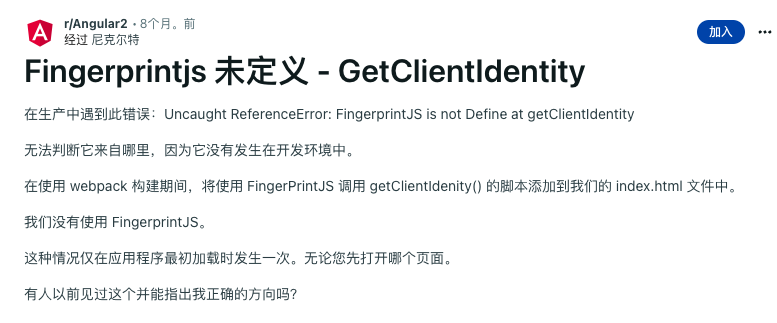 r/Angular2 • 8个月。前
经过 尼克尔特
加入
Fingerprintjs 未定义 - GetClientIdentity
在生产中遇到此错误：Uncaught ReferenceError: FingerprintJS is not Define at getClientIdentity
无法判断它来自哪里，因为它没有发生在开发环境中。
在使用 webpack 构建期间，将使用 FingerPrintJS 调用 getClientIdenity() 的脚本添加到我们的 index.html 文件中。
我们没有使用 FingerprintJS。
这种情况仅在应用程序最初加载时发生一次。无论您先打开哪个页面。
有人以前见过这个并能指出我正确的方向吗?